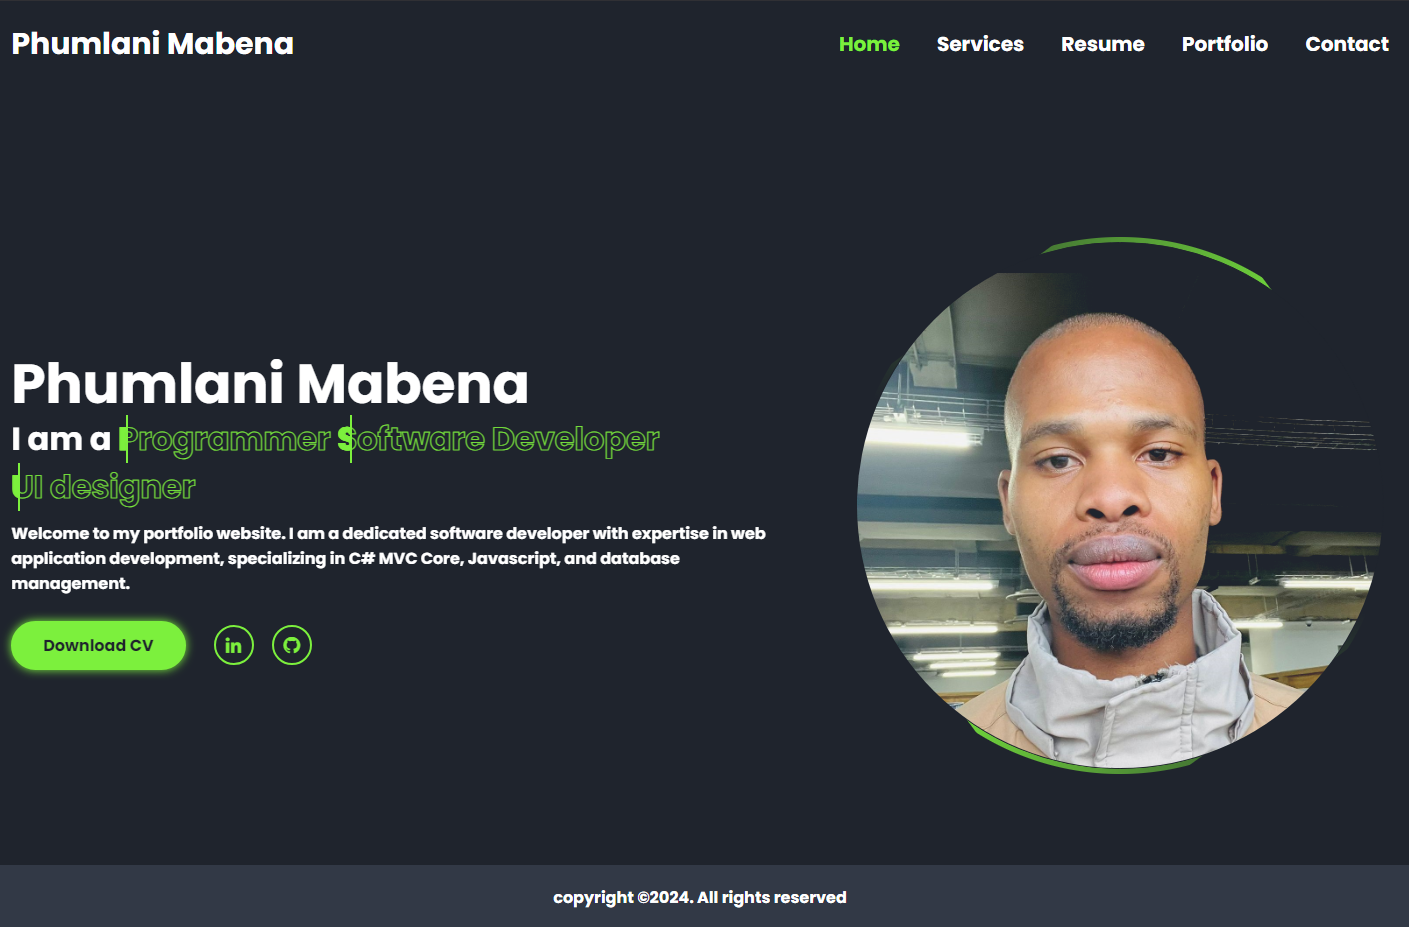 Phumlani Mabena
Home Services Resume Portfolio Contact
Phumlani Mabena
I am a Programmer Software Developer
UI designer
Welcome to my portfolio website. I am a dedicated software developer with expertise in web
application development, specializing in C# MVC Core, Javascript, and database
management.
Download CV in
copyright ©2024. All rights reserved